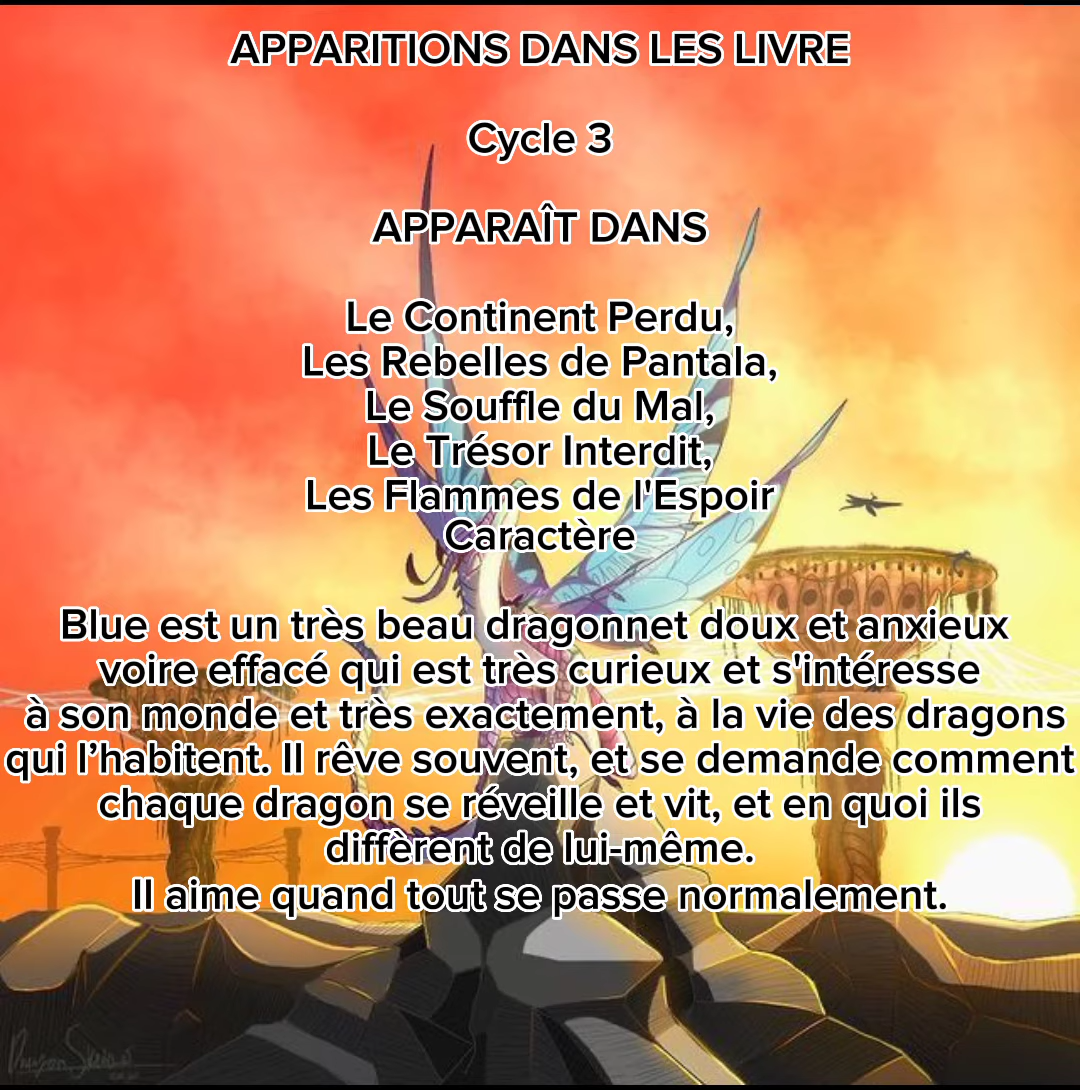 APPARITIONS DANS LES LIVRE
Cycle 3
APPARAÎT DANS
Le Continent Perdu,
Les Rebelles de Pantala,
Le Souffle du Mal,
Le Trésor Interdit,
Les Flammes de l'Espoir
Caractère
Blue est un très beau dragonnet doux et anxieux
voire effacé qui est très curieux et s'intéresse
à son monde et très exactement, à la vie des dragons
qui l’habitent. Il rêve souvent, et se demande comment
chaque dragon se réveille et vit, et en quoi ils
diffèrent de lui-même.
Il aime quand tout se passe normalement.